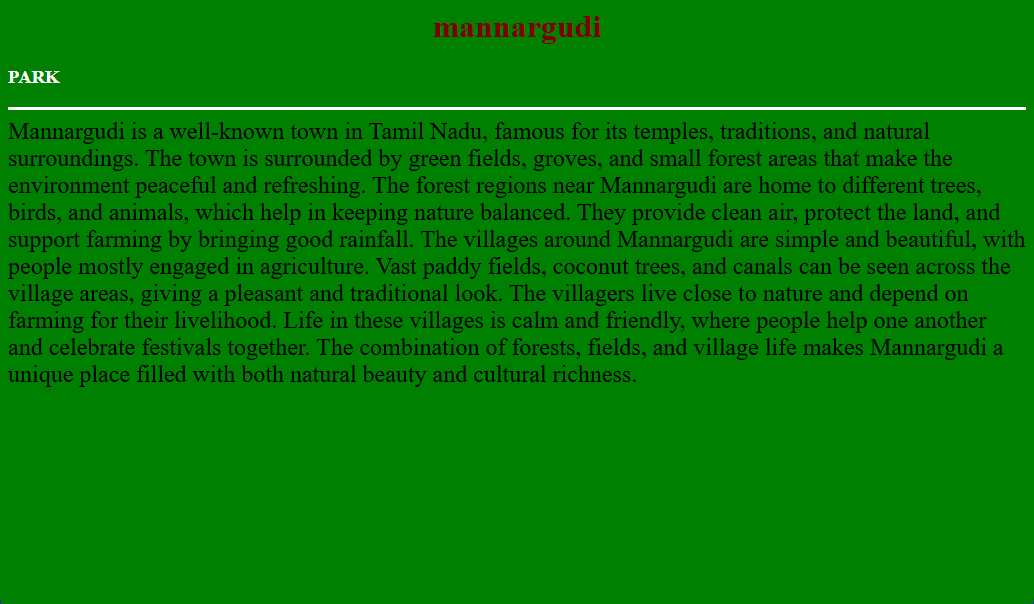 mannargudi
PARK
Mannargudi is a well-known town in Tamil Nadu, famous for its temples, traditions, and natural
surroundings. The town is surrounded by green fields, groves, and small forest areas that make the
environment peaceful and refreshing. The forest regions near Mannargudi are home to different trees,
birds, and animals, which help in keeping nature balanced. They provide clean air, protect the land, and
support farming by bringing good rainfall. The villages around Mannargudi are simple and beautiful, with
people mostly engaged in agriculture. Vast paddy fields, coconut trees, and canals can be seen across the
village areas, giving a pleasant and traditional look. The villagers live close to nature and depend on
farming for their livelihood. Life in these villages is calm and friendly, where people help one another
and celebrate festivals together. The combination of forests, fields, and village life makes Mannargudi a
unique place filled with both natural beauty and cultural richness.